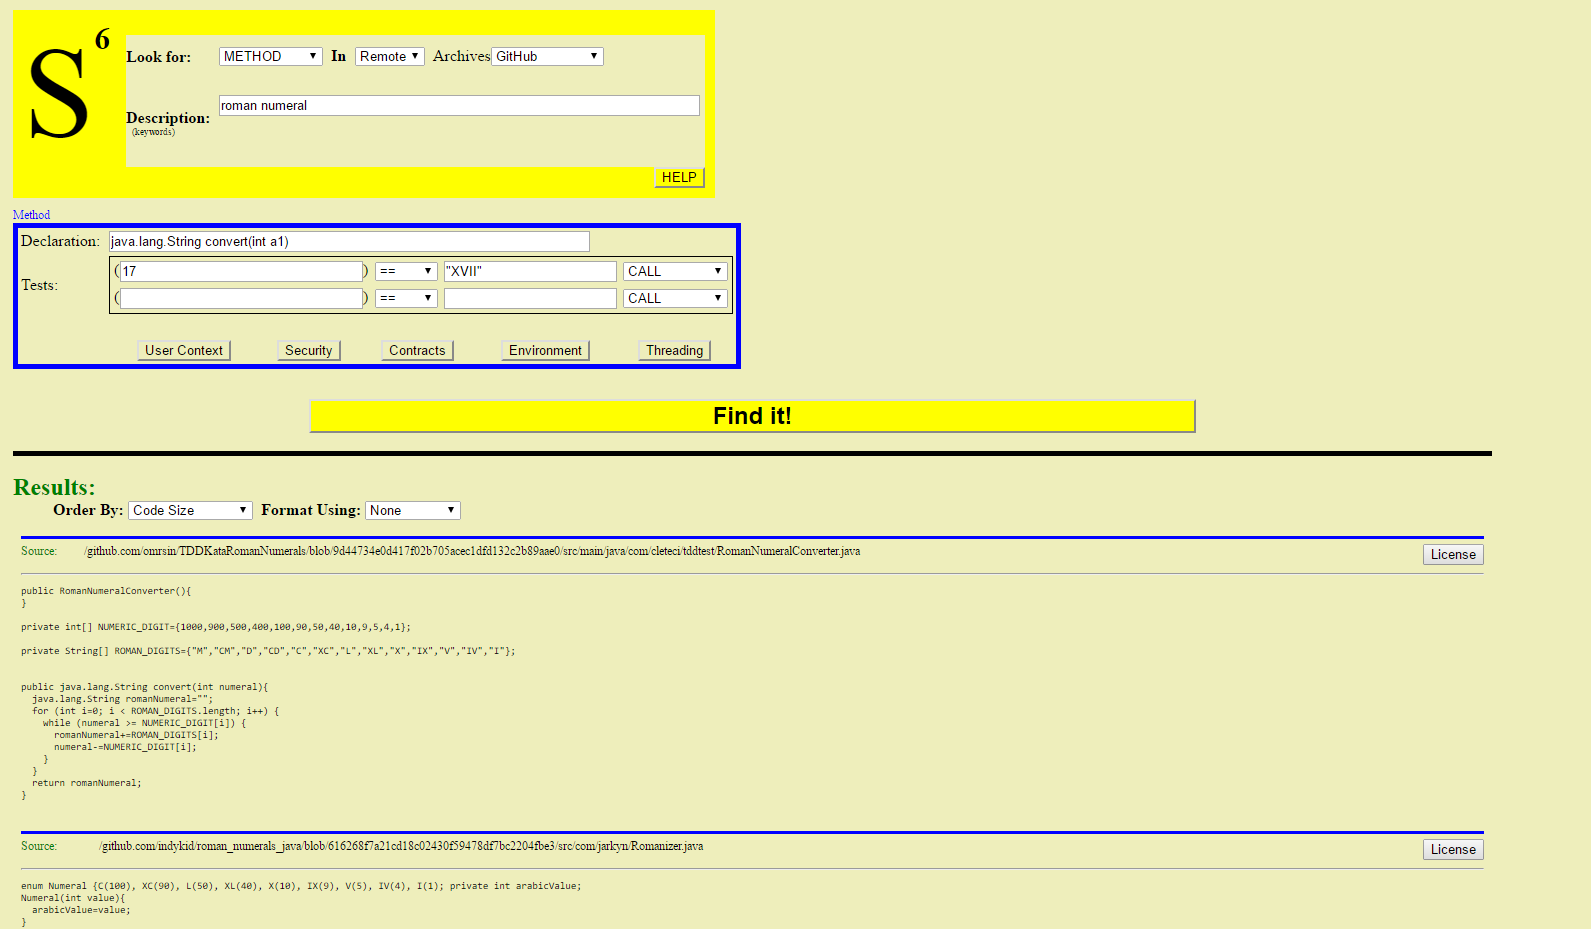 S 6
Look for: METHOD In Remote Archives GitHub
roman numeral
Description:
(keywords)
HELP
Method
Declaration: java.lang.String convert(int a1)
Tests:
(17) == "XVII" CALL
() == CALL
User Context Security Contracts Environment Threading
Find it!
Results:
Order By: Code Size Format Using: None
Source: /github.com/omrsin/TDDKataRomanNumerals/blob/9d44734e0d417f02b705acec1dfd132c2b89aae0/src/main/java/com/cleteci/tddtest/RomanNumeralConverter.java License
public RomanNumeralConverter(){
}
private int[] NUMERIC_DIGIT={1000,900,500,400,100,90,50,40,10,9,5,4,1};
private String[] ROMAN_DIGITS={"M","CM","D","CD","C","XC","L","XL","X","IX","V","IV","I"};
public java.lang.String convert(int numeral){
java.lang.String romanNumeral="";
for (int i=0; i < ROMAN_DIGITS.length; i++) {
while (numeral >= NUMERIC_DIGIT[i]) {
romanNumeral+=ROMAN_DIGITS[i];
numeral-=NUMERIC_DIGIT[i];
}
}
return romanNumeral;
}
Source: /github.com/indykid/roman_numerals_java/blob/616268f7a21cd18c02430f59478df7bc2204fbe3/src/com/jarkyn/Romanizer.java License
enum Numeral {C(100), XC(90), L(50), XL(40), X(10), IX(9), V(5), IV(4), I(1); private int arabicValue;
Numeral(int value){
arabicValue=value;
}